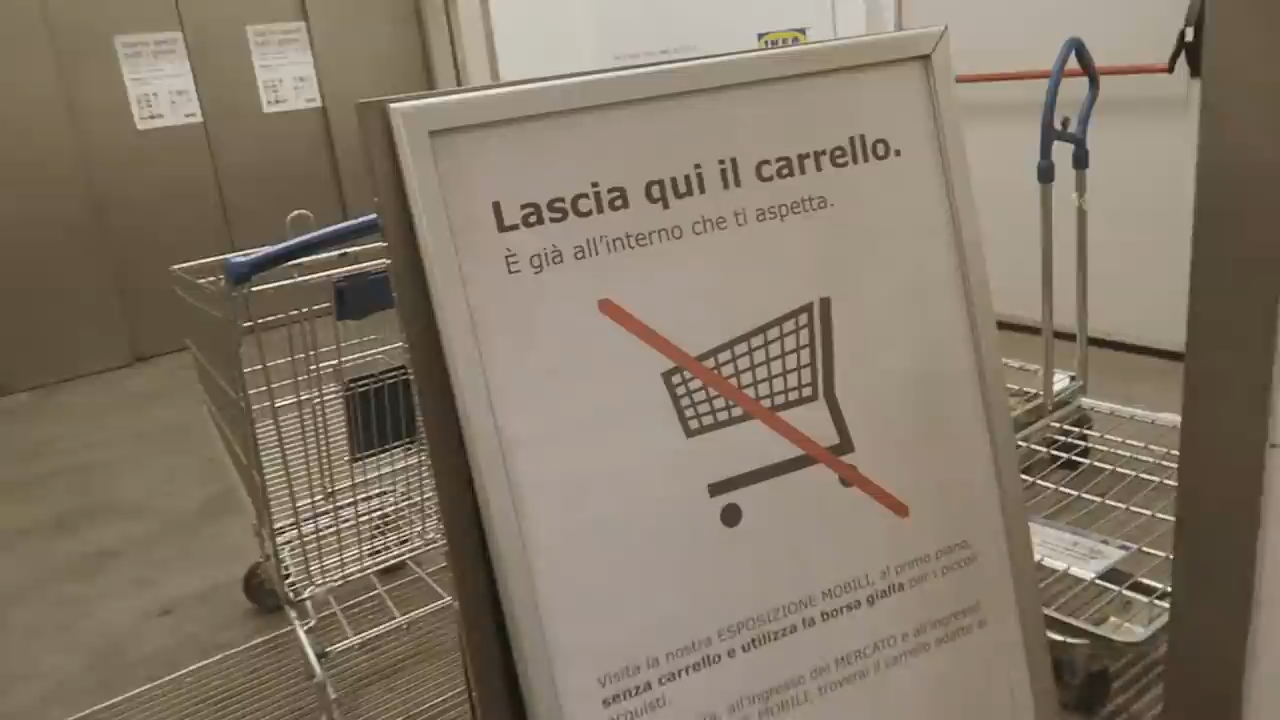 IKEA
Lascia qui il carrello.
È già all'interno che ti aspetta.
Visita la nostra ESPOSIZIONE MOBILI, al primo piano,
senza carrello e utilizza la borsa gialla per i piccoli
acquisti.
all'ingresso del MERCATO e all'ingresso
MOBILI, troverai il carrello adatto ai